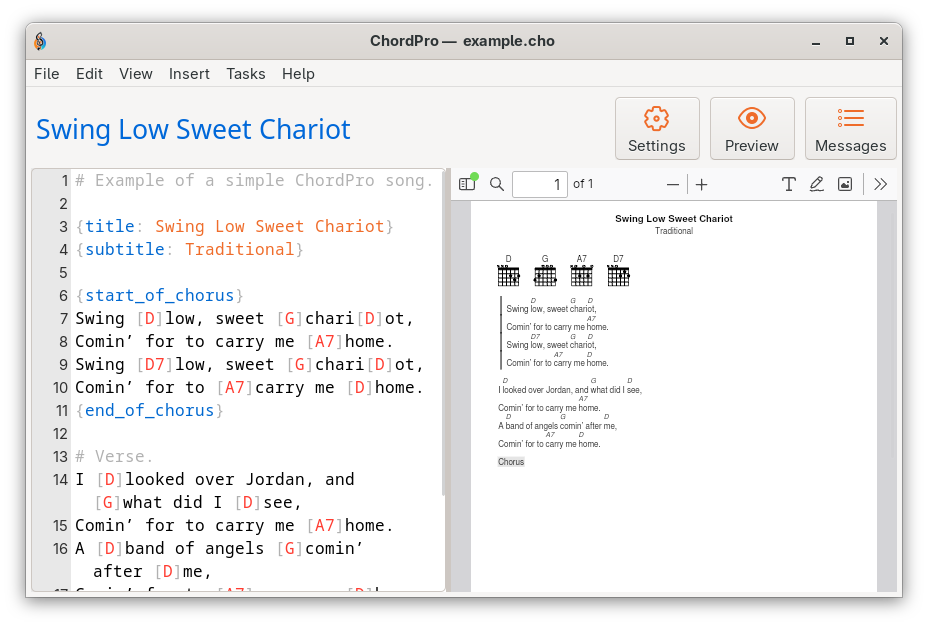 ChordPro — example.cho
File Edit View Insert Tasks Help
Swing Low Sweet Chariot
Settings Preview Messages
1 # Example of a simple ChordPro song.
2
3 {title: Swing Low Sweet Chariot}
4 {subtitle: Traditional}
5
6 {start_of_chorus}
7 Swing [D]low, sweet [G]chari[D]ot,
8 Comin’ for to carry me [A7]home.
9 Swing [D7]low, sweet [G]chari[D]ot,
10 Comin’ for to [A7]carry me [D]home.
11 {end_of_chorus}
12
13 # Verse.
14 I [D]looked over Jordan, and
[G]what did I [D]see,
15 Comin’ for to carry me [A7]home.
16 A [D]band of angels [G]comin’
after [D]me,
1 of 1
Swing Low Sweet Chariot
Traditional
D G A7 D7
D G D
Swing low, sweet chariot,
A7
Comin’ for to carry me home.
D7 G D
Swing low, sweet chariot,
A7 D
Comin’ for to carry me home.
D G D
I looked over Jordan, and what did I see,
A7
Comin’ for to carry me home.
D G D
A band of angels comin’ after me,
A7 D
Comin’ for to carry me home.
Chorus